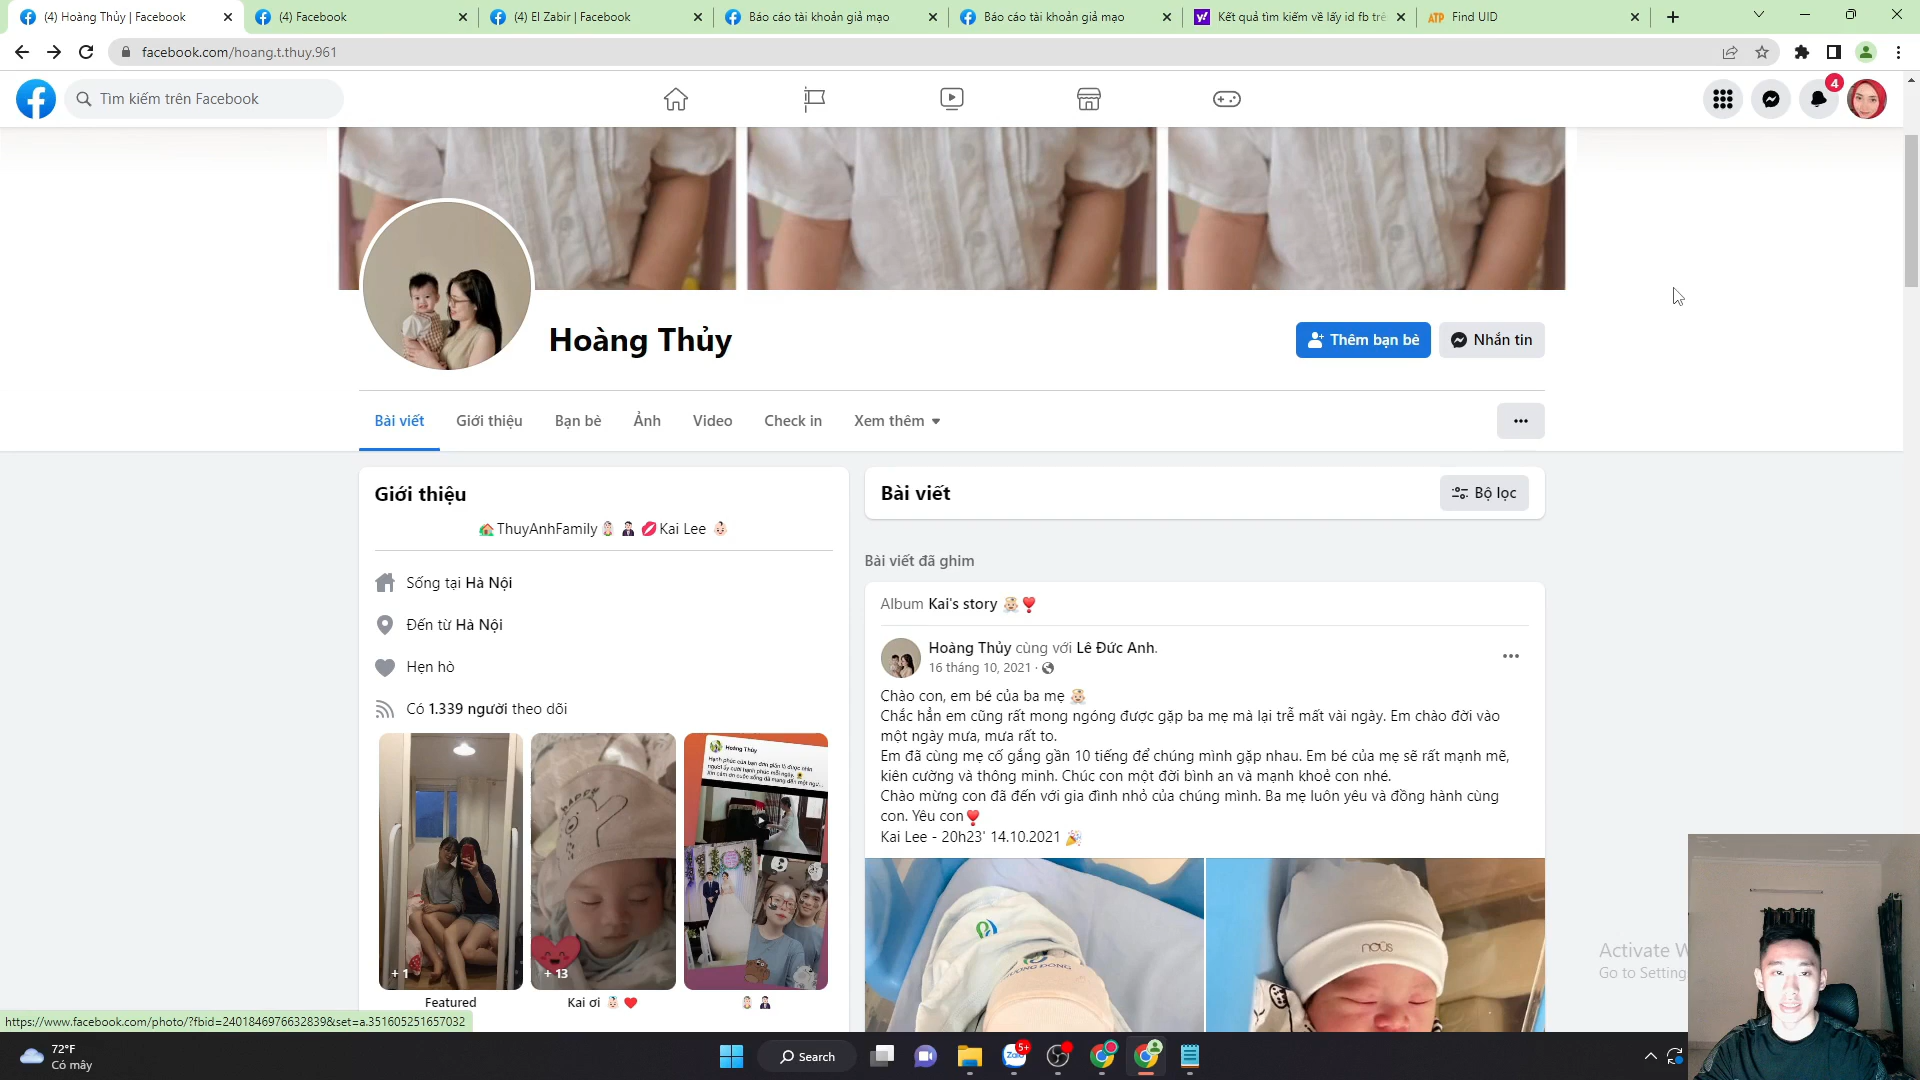 (4) Hoàng Thủy | Facebook
(4) Facebook
(4) El Zabir | Facebook
Báo cáo tài khoản giả mạo
Báo cáo tài khoản giả mạo
Kết quả tìm kiếm về lấy id fb trê
ATP Find UID
facebook.com/hoang.t.thuy.961
Tìm kiếm trên Facebook
4
Hoàng Thủy
Thêm bạn bè
Nhắn tin
Bài viết
Giới thiệu
Bạn bè
Ảnh
Video
Check in
Xem thêm
Giới thiệu
🏡ThuyAnhFamily👰🏻🤵🏻💋Kai Lee 👶🏻
Sống tại Hà Nội
Đến từ Hà Nội
Hẹn hò
Có 1.339 người theo dõi
Hoàng Thủy
+ 1
+ 13
Featured
Kai ơi 👶🏻❤️
👰🏻🤵🏻
Bài viết
Bộ lọc
Bài viết đã ghim
Album Kai's story 👼🏻❣️
Hoàng Thủy cùng với Lê Đức Anh.
16 tháng 10, 2021 ·
Chào con, em bé của ba mẹ 👼🏻
Chắc hẳn em cũng rất mong ngóng được gặp ba mẹ mà lại trễ mất vài ngày. Em chào đời vào
một ngày mưa, mưa rất to.
Em đã cùng mẹ cố gắng gần 10 tiếng để chúng mình gặp nhau. Em bé của mẹ sẽ rất mạnh mẽ,
kiên cường và thông minh. Chúc con một đời bình an và mạnh khoẻ con nhé.
Chào mừng con đã đến với gia đình nhỏ của chúng mình. Ba mẹ luôn yêu và đồng hành cùng
con. Yêu con❣️
Kai Lee - 20h23' 14.10.2021 🎉
noùs
Activate W
Go to Setting
https://www.facebook.com/photo/?fbid=2401846976632839&set=a.351605251657032
72°F
Có mây
Search
Zalo
5+